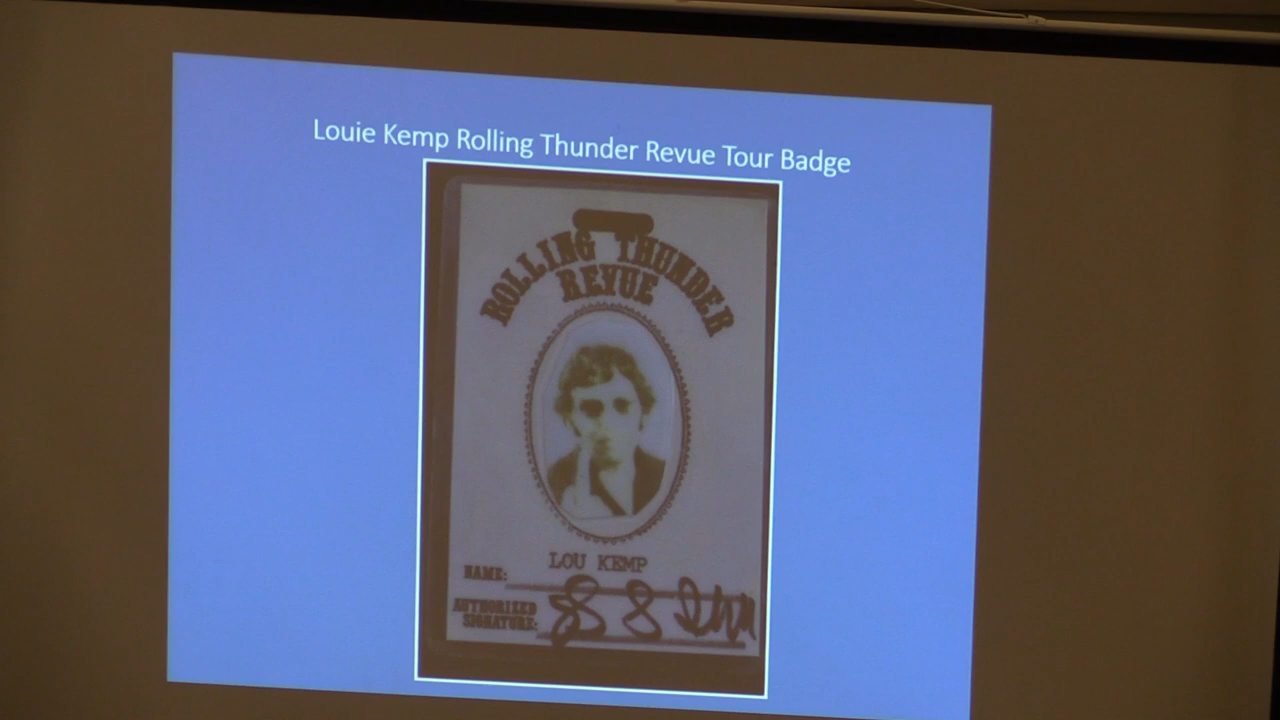 Louie Kemp Rolling Thunder Revue Tour Badge
ROLLING THUNDER
REVUE
LOU KEMP
NAME:
AUTHORIZED
SIGNATURE: